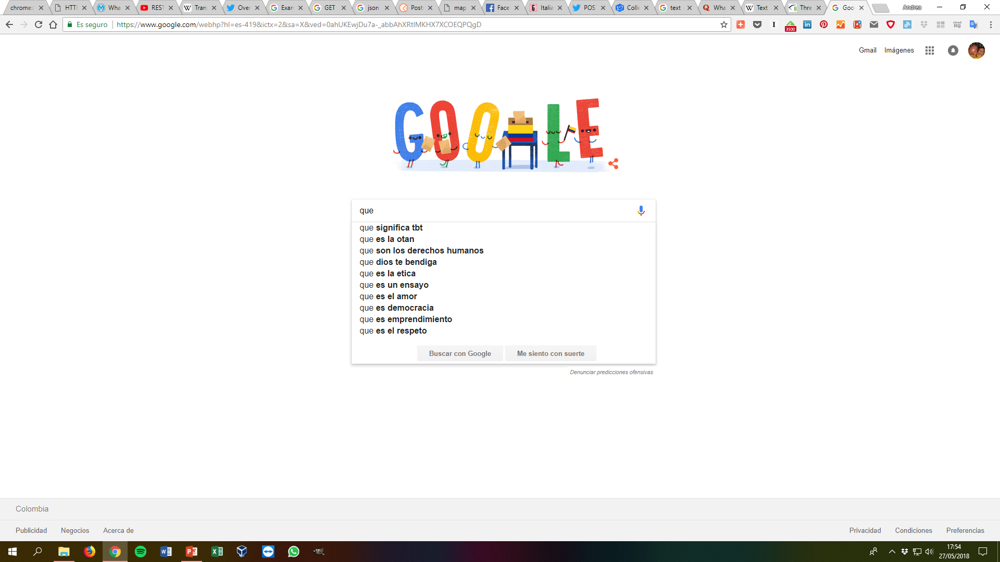 chrome: HTTP Wha REST Tran Over Exan GET json Post map Face Italia POS Colle text Wha Text Thre Goo Andrea
Es seguro https://www.google.com/webhp?hl=es-419&ictx=2&sa=X&ved=0ahUKEwjDu7a-_abbAhXRtlMKHX7XCOEQPQgD
3500
Gmail Imágenes
GOOGLE
que
que significa tbt
que es la otan
que son los derechos humanos
que dios te bendiga
que es la etica
que es un ensayo
que es el amor
que es democracia
que es emprendimiento
que es el respeto
Buscar con Google Me siento con suerte
Denunciar predicciones ofensivas
Colombia
Publicidad Negocios Acerca de Privacidad Condiciones Preferencias
17:54
27/05/2018